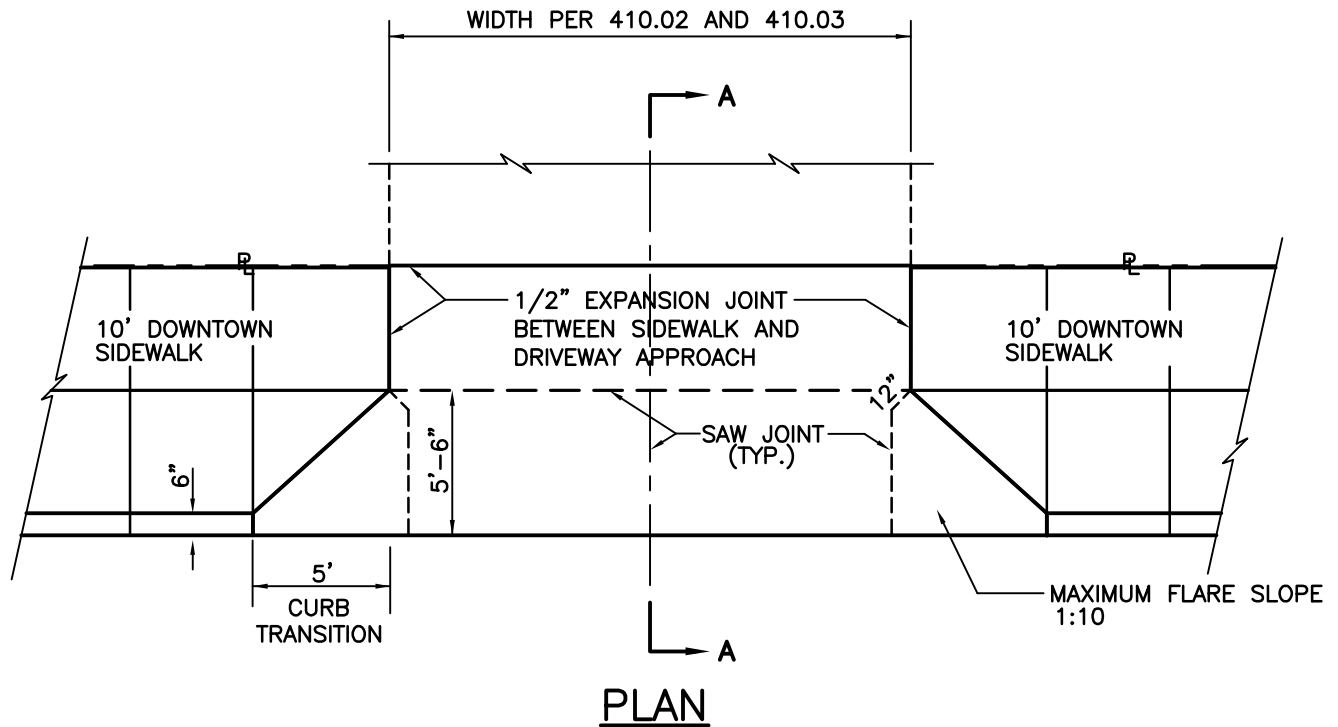 WIDTH PER 410.02 AND 410.03
A
PL
PL
10' DOWNTOWN
SIDEWALK
1/2" EXPANSION JOINT
BETWEEN SIDEWALK AND
DRIVEWAY APPROACH
10' DOWNTOWN
SIDEWALK
12"
SAW JOINT
(TYP.)
5'-6"
6"
5'
CURB
TRANSITION
MAXIMUM FLARE SLOPE
1:10
A
PLAN